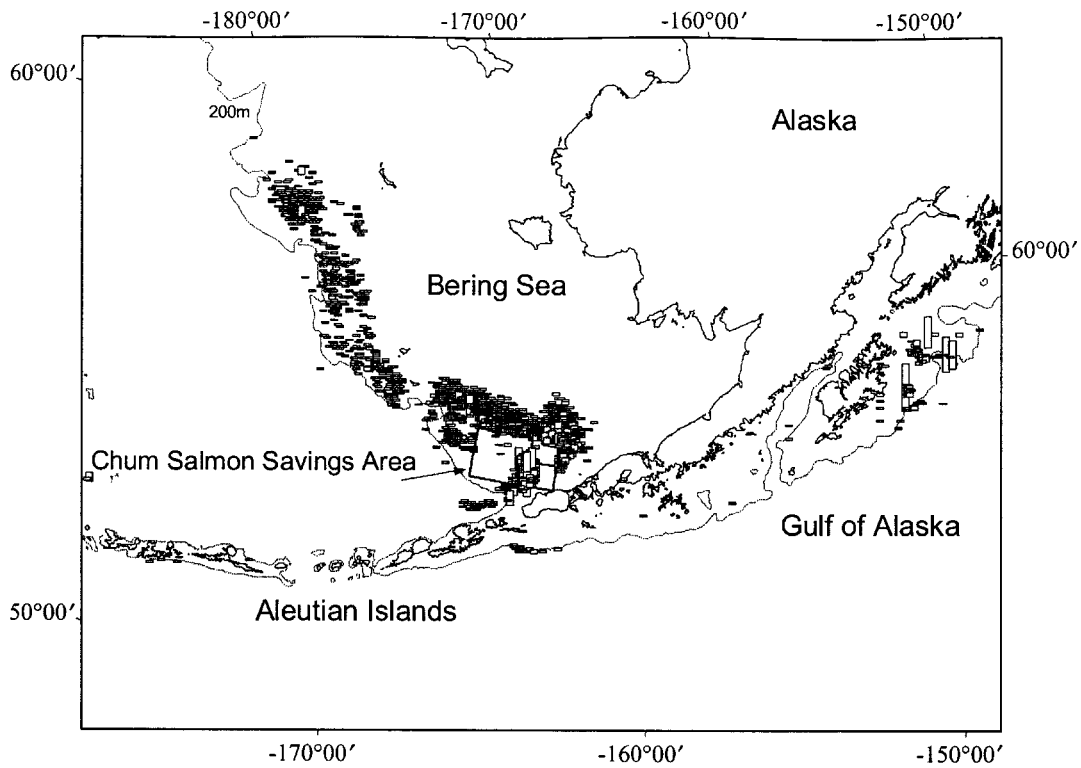 -180°00′ -170°00′ -160°00′ -150°00′
60°00′
200m
Alaska
60°00′
Bering Sea
Chum Salmon Savings Area
Gulf of Alaska
50°00′
Aleutian Islands
-170°00′ -160°00′ -150°00′